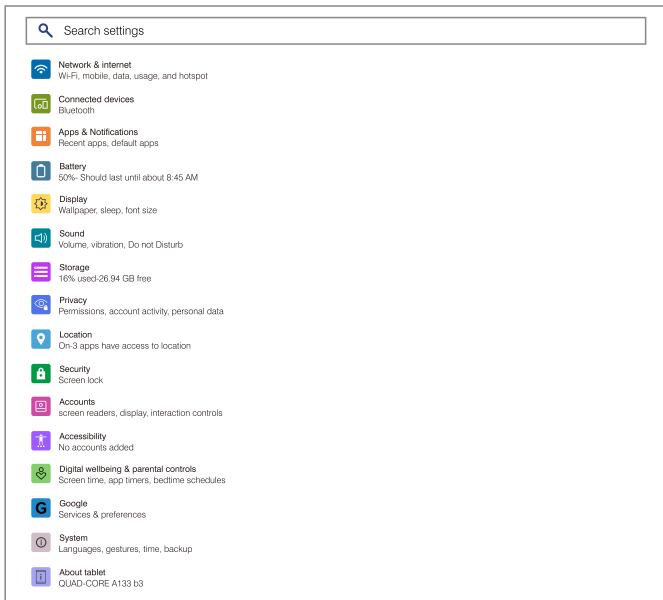 Search settings
Network & internet
Wi-Fi, mobile, data, usage, and hotspot
Connected devices
Bluetooth
Apps & Notifications
Recent apps, default apps
Battery
50%- Should last until about 8:45 AM
Display
Wallpaper, sleep, font size
Sound
Volume, vibration, Do not Disturb
Storage
16% used-26.94 GB free
Privacy
Permissions, account activity, personal data
Location
On-3 apps have access to location
Security
Screen lock
Accounts
screen readers, display, interaction controls
Accessibility
No accounts added
Digital wellbeing & parental controls
Screen time, app timers, bedtime schedules
G
Google
Services & preferences
System
Languages, gestures, time, backup
About tablet
QUAD-CORE A133 b3